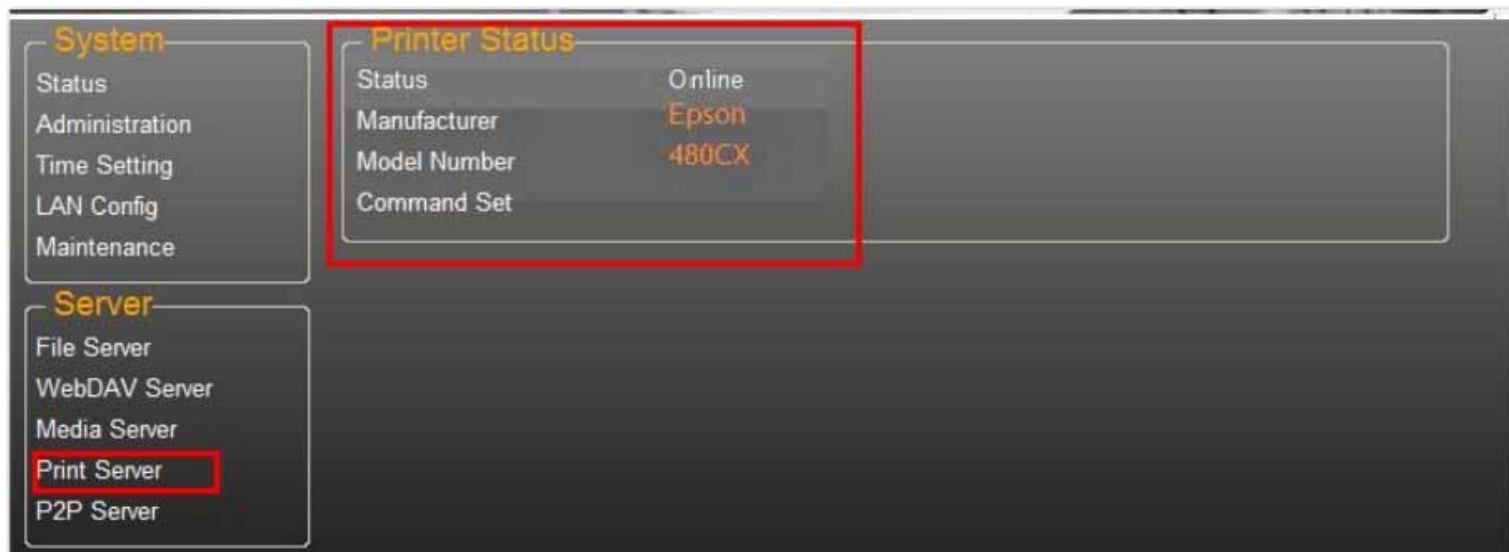 System
Status
Administration
Time Setting
LAN Config
Maintenance
Server
File Server
WebDAV Server
Media Server
Print Server
P2P Server
Printer Status
Status Online
Manufacturer Epson
Model Number 480CX
Command Set